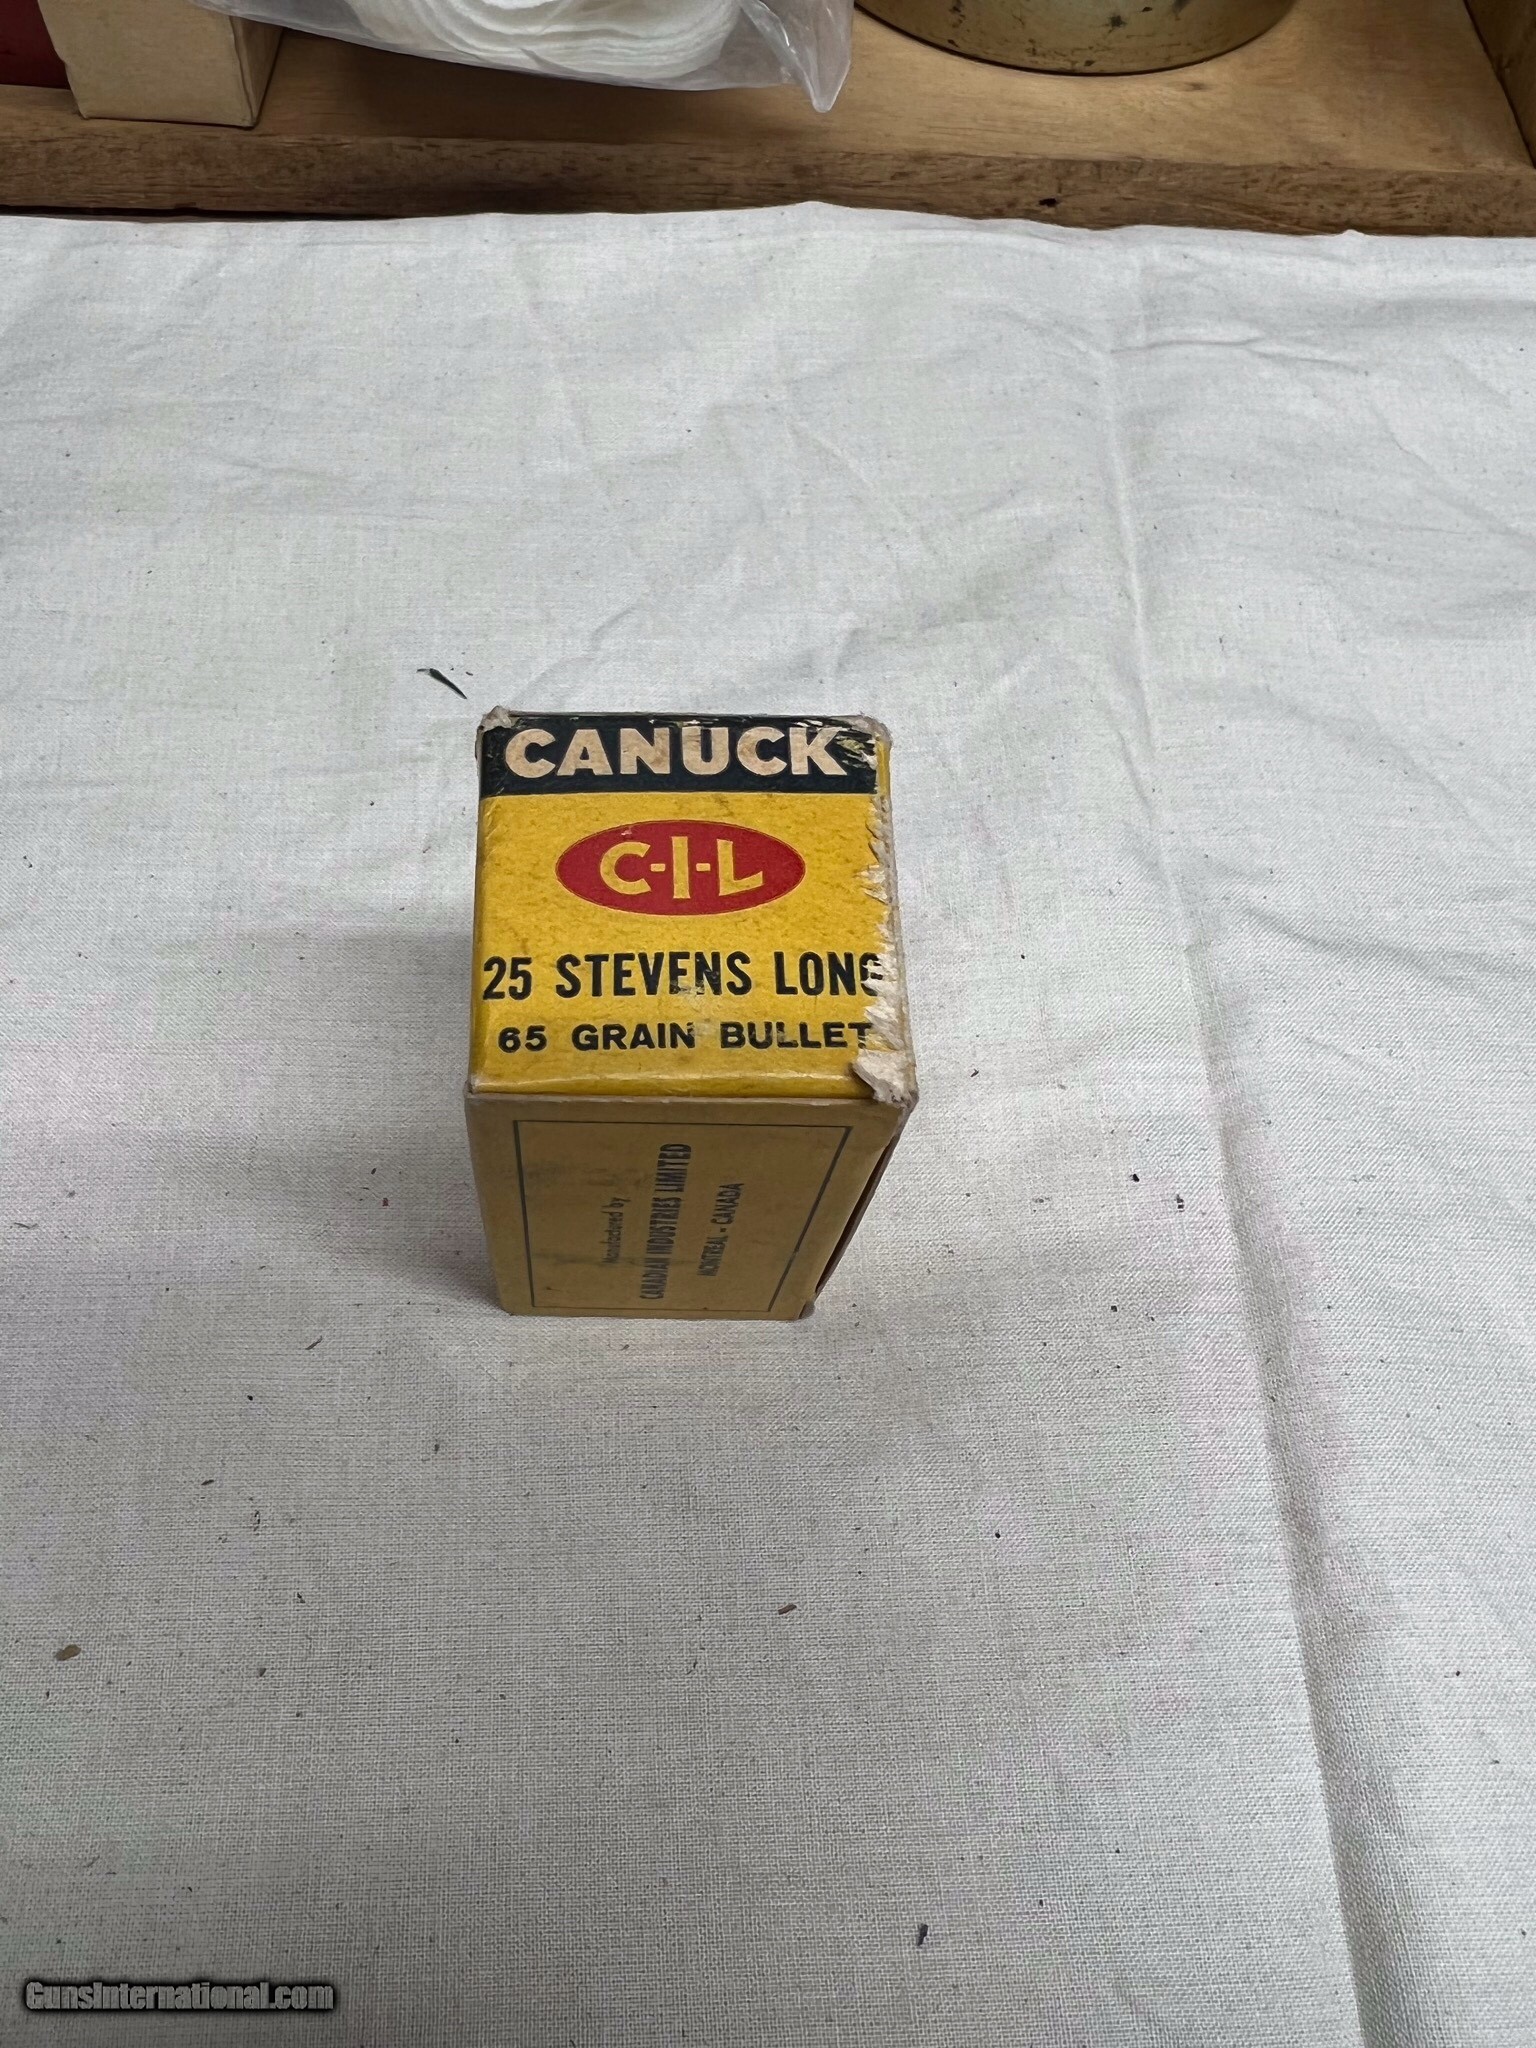 CANUCK
C-I-L
25 STEVENS LONG
65 GRAIN BULLET
Manufactured by
CANADIAN INDUSTRIES LIMITED
MONTREAL - CANADA
GunsInternational.com